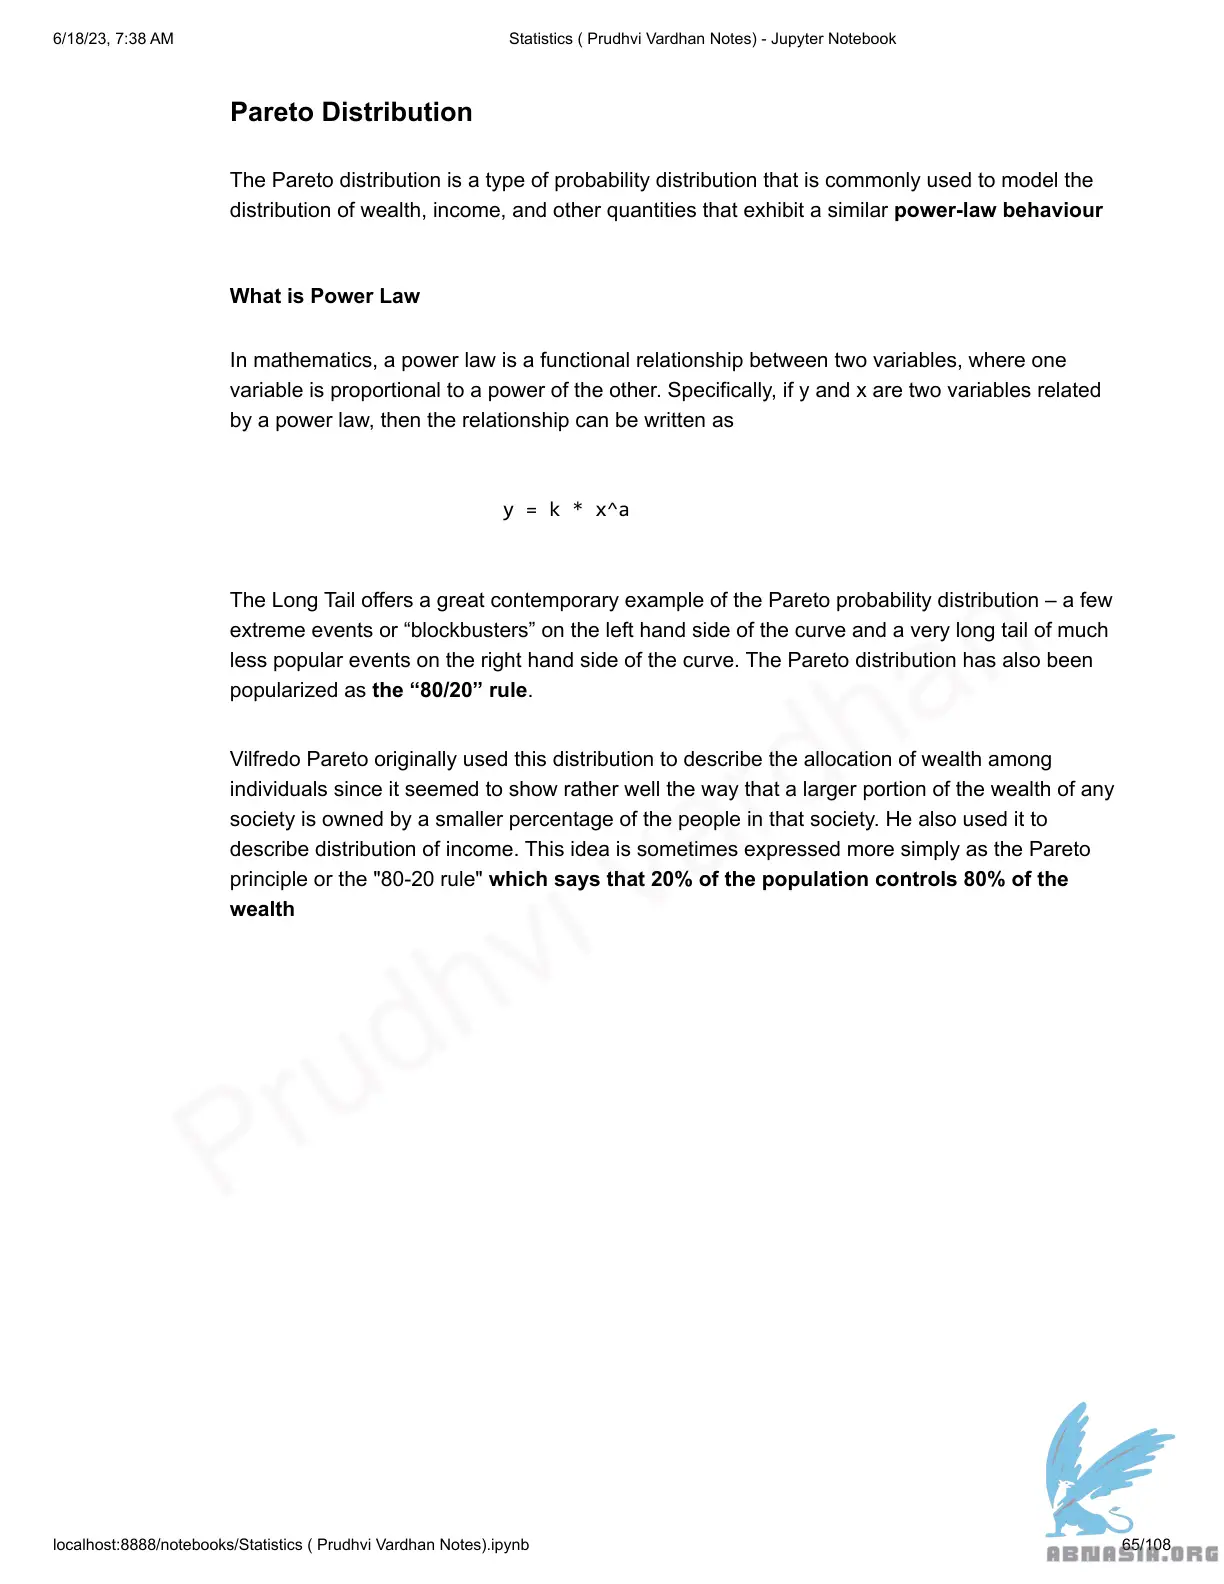 6/18/23, 7:38 AM
Statistics ( Prudhvi Vardhan Notes) - Jupyter Notebook
Pareto Distribution
The Pareto distribution is a type of probability distribution that is commonly used to model the
distribution of wealth, income, and other quantities that exhibit a similar power-law behaviour
What is Power Law
In mathematics, a power law is a functional relationship between two variables, where one
variable is proportional to a power of the other. Specifically, if y and x are two variables related
by a power law, then the relationship can be written as
y = k * x^a
The Long Tail offers a great contemporary example of the Pareto probability distribution – a few
extreme events or “blockbusters” on the left hand side of the curve and a very long tail of much
less popular events on the right hand side of the curve. The Pareto distribution has also been
popularized as the “80/20” rule.
Vilfredo Pareto originally used this distribution to describe the allocation of wealth among
individuals since it seemed to show rather well the way that a larger portion of the wealth of any
society is owned by a smaller percentage of the people in that society. He also used it to
describe distribution of income. This idea is sometimes expressed more simply as the Pareto
principle or the "80-20 rule" which says that 20% of the population controls 80% of the
wealth
Prudhvi Vardhan
localhost:8888/notebooks/Statistics ( Prudhvi Vardhan Notes).ipynb
65/108
ABNASIA.ORG